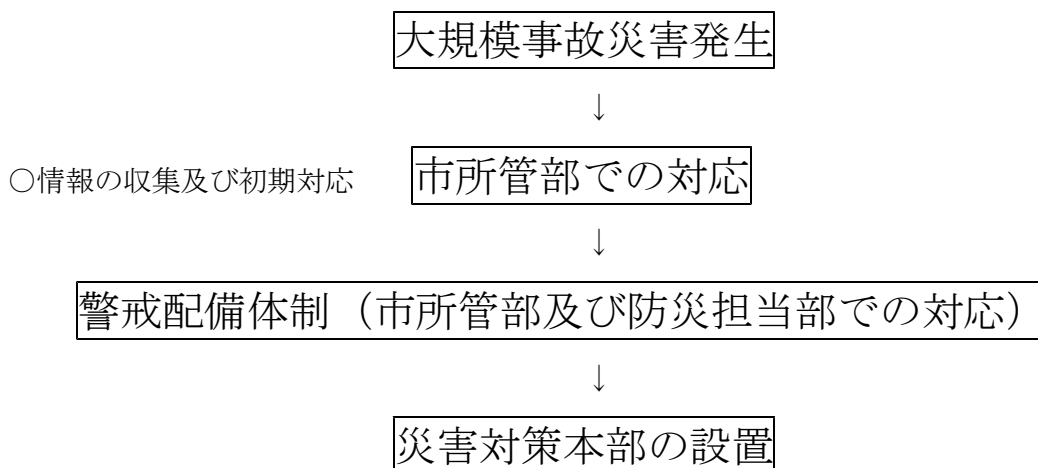 大規模事故災害発生
↓
○情報の収集及び初期対応 市所管部での対応
↓
警戒配備体制（市所管部及び防災担当部での対応）
↓
災害対策本部の設置